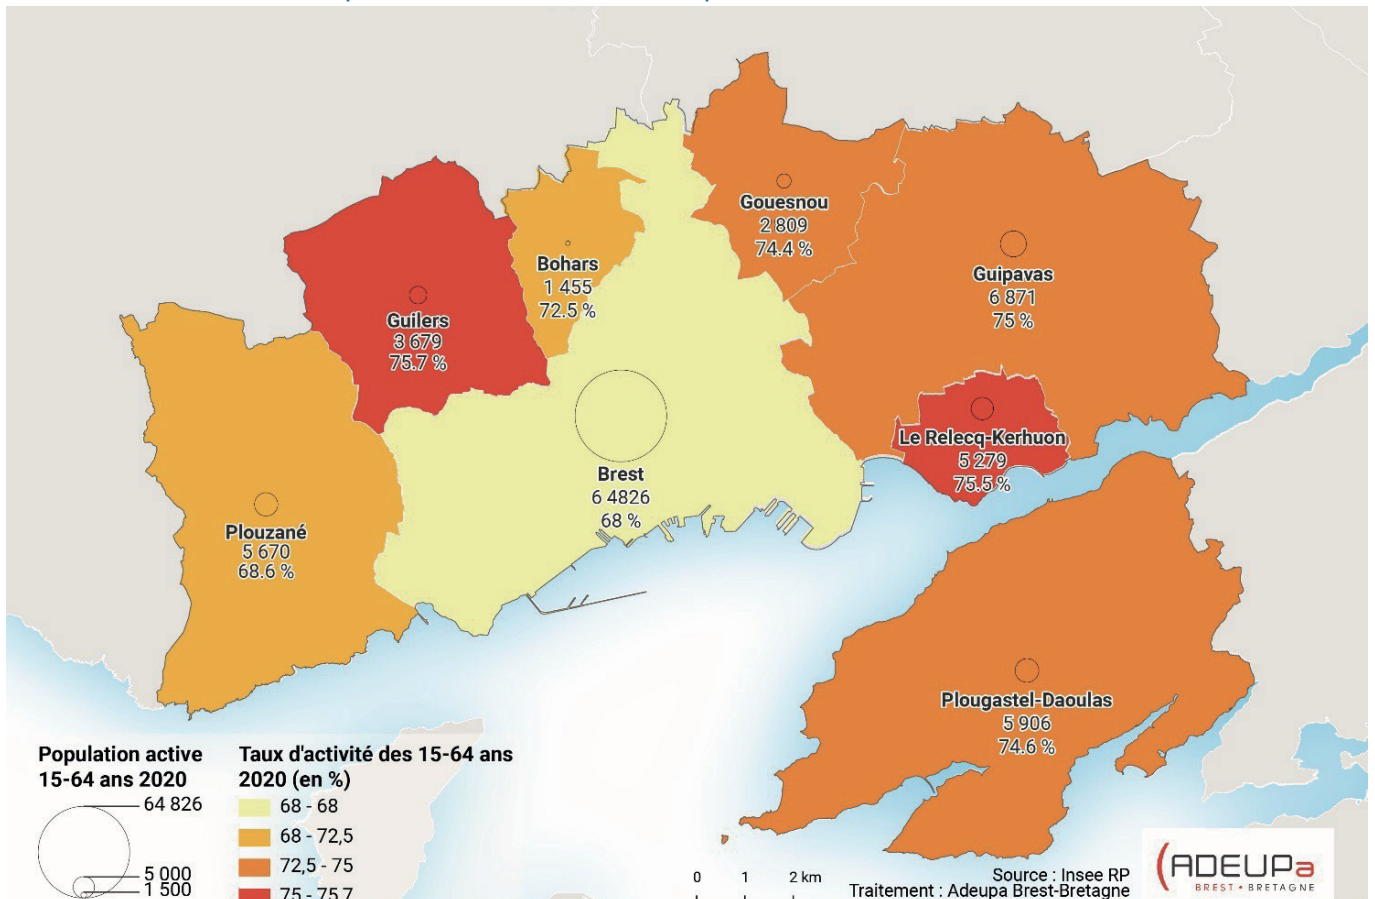 Gouesnou
2 809
74.4 %
Bohars
1 455
72.5 %
Guipavas
6 871
75 %
Guilers
3 679
75.7 %
Le Relecq-Kerhuon
5 279
75.5 %
Brest
6 4826
68 %
Plouzané
5 670
68.6 %
Plougastel-Daoulas
5 906
74.6 %
Population active
15-64 ans 2020
64 826
5 000
1 500
Taux d'activité des 15-64 ans
2020 (en %)
68 - 68
68 - 72,5
72,5 - 75
75 - 75,7
0 1 2 km
Source : Insee RP
Traitement : Adeupa Brest-Bretagne
ADEUPa
BREST • BRETAGNE